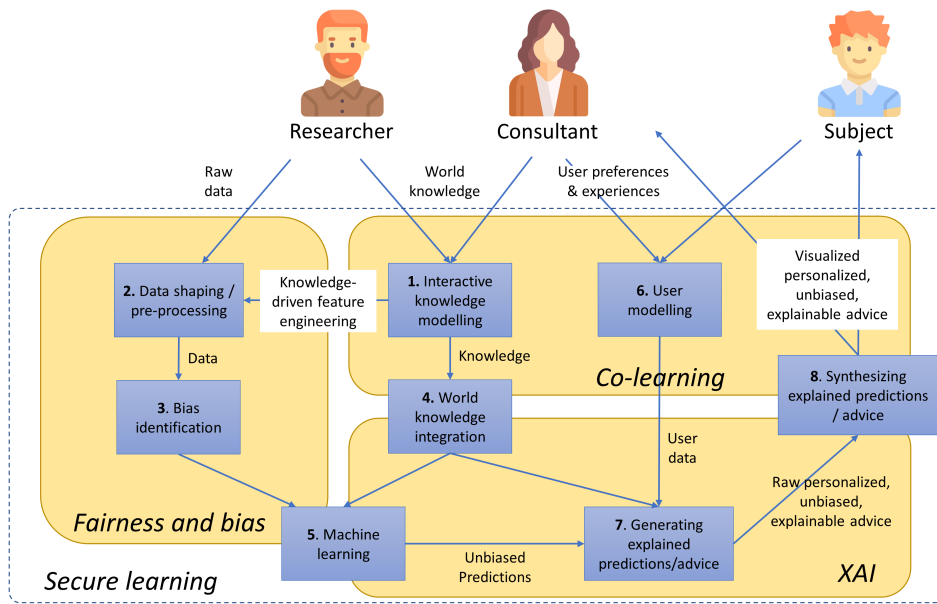 Researcher
Consultant
Subject
Raw
data
World
knowledge
User preferences
& experiences
2. Data shaping /
pre-processing
Knowledge-
driven feature
engineering
1. Interactive
knowledge
modelling
6. User
modelling
Visualized
personalized,
unbiased,
explainable advice
Data
Knowledge
Co-learning
3. Bias
identification
4. World
knowledge
integration
8. Synthesizing
explained predictions
/ advice
User
data
Raw personalized,
unbiased,
explainable advice
Fairness and bias
5. Machine
learning
Unbiased
Predictions
7. Generating
explained
predictions/advice
Secure learning
XAI